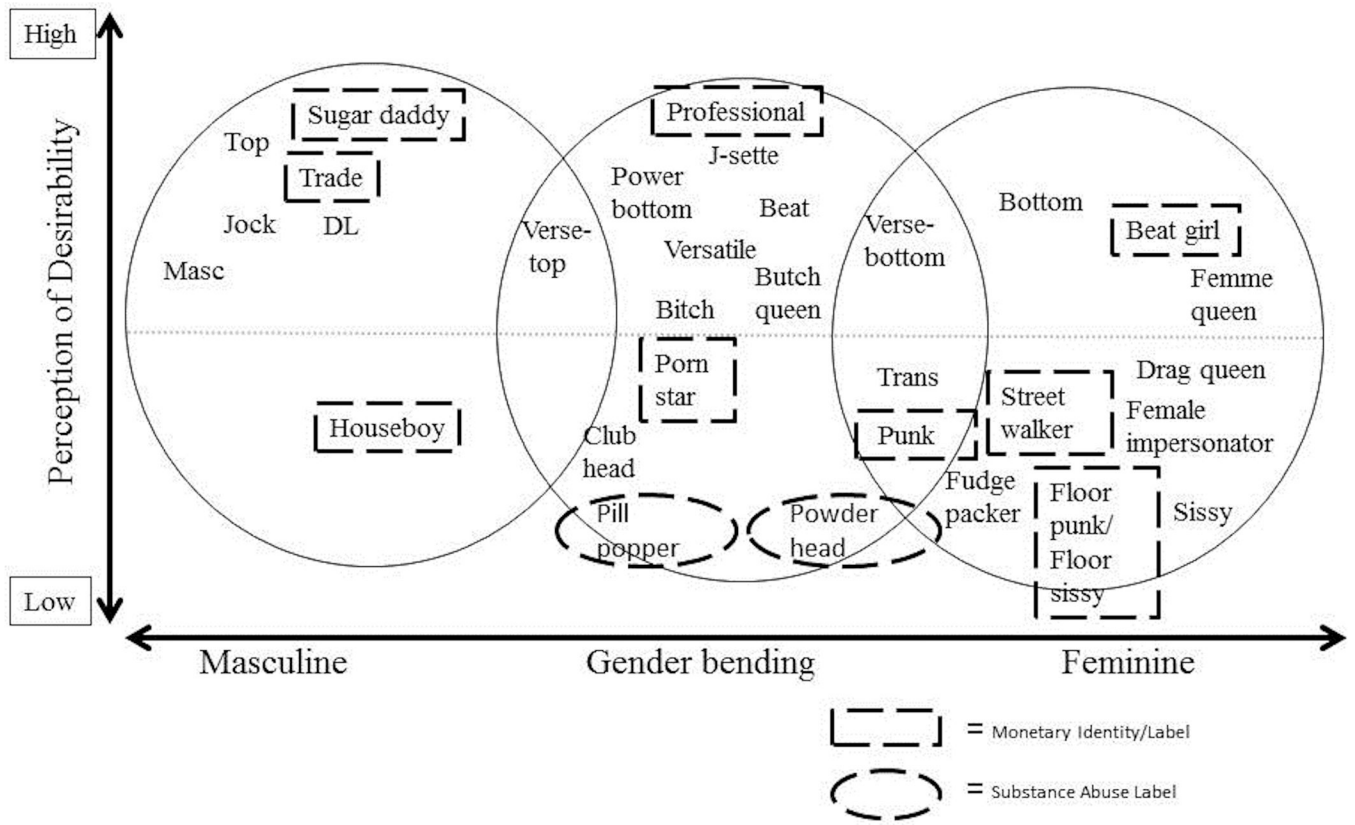 High
Perception of Desirability
Low
Sugar daddy
Top
Trade
Jock
DL
Masc
Houseboy
Verse-
top
Professional
J-sette
Power
bottom
Beat
Versatile
Butch
queen
Bitch
Porn
star
Club
head
Pill
popper
Powder
head
Verse-
bottom
Trans
Punk
Bottom
Beat girl
Femme
queen
Drag queen
Street
walker
Female
impersonator
Fudge
packer
Floor
punk/
Floor
sissy
Sissy
Masculine
Gender bending
Feminine
= Monetary Identity/Label
= Substance Abuse Label